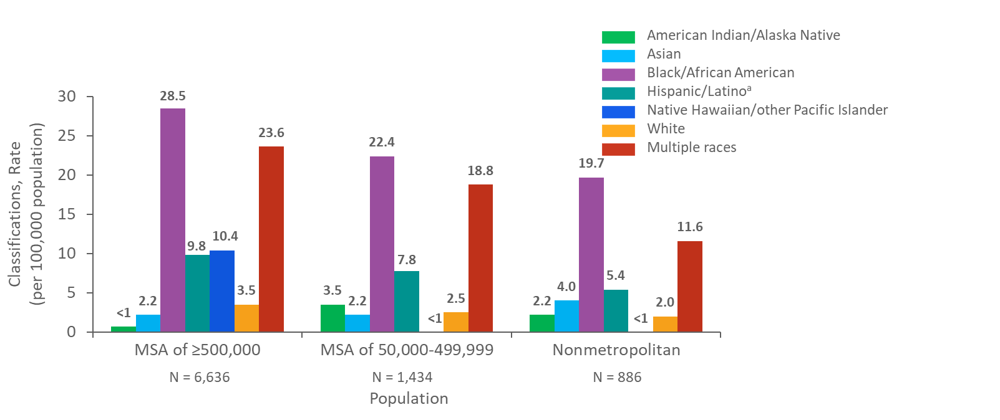 American Indian/Alaska Native
Asian
Black/African American
Hispanic/Latinoᵃ
Native Hawaiian/other Pacific Islander
White
Multiple races
Classifications, Rate
(per 100,000 population)
30
25
20
15
10
5
0
<1
2.2
28.5
9.8
10.4
3.5
23.6
3.5
2.2
22.4
7.8
<1
2.5
18.8
2.2
4.0
19.7
5.4
<1
2.0
11.6
MSA of ≥500,000
MSA of 50,000-499,999
Nonmetropolitan
N = 6,636
N = 1,434
N = 886
Population